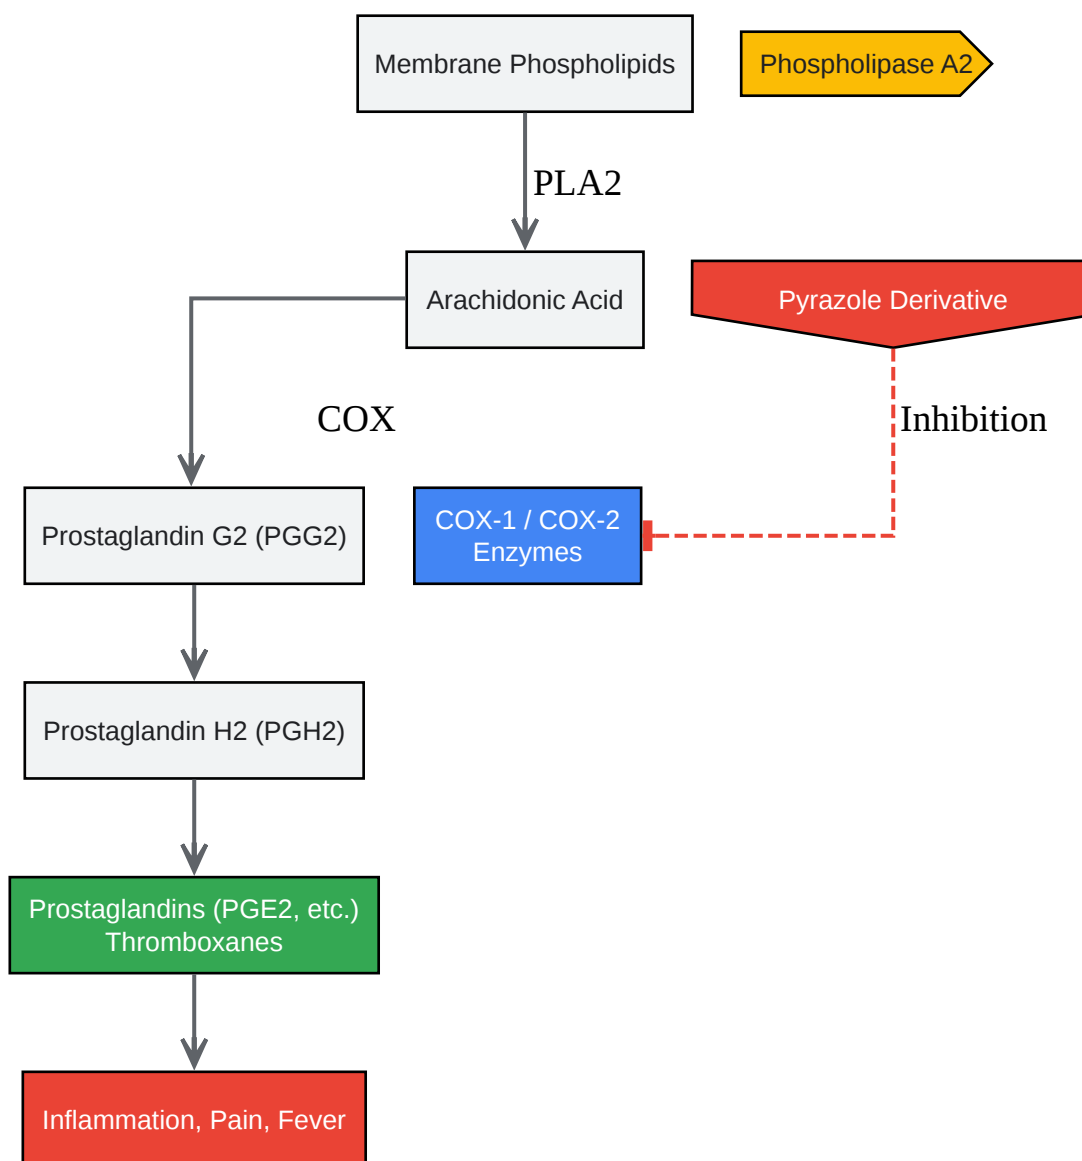 Membrane Phospholipids
Phospholipase A2
PLA2
Arachidonic Acid
Pyrazole Derivative
COX
Inhibition
Prostaglandin G2 (PGG2)
COX-1 / COX-2
Enzymes
Prostaglandin H2 (PGH2)
Prostaglandins (PGE2, etc.)
Thromboxanes
Inflammation, Pain, Fever